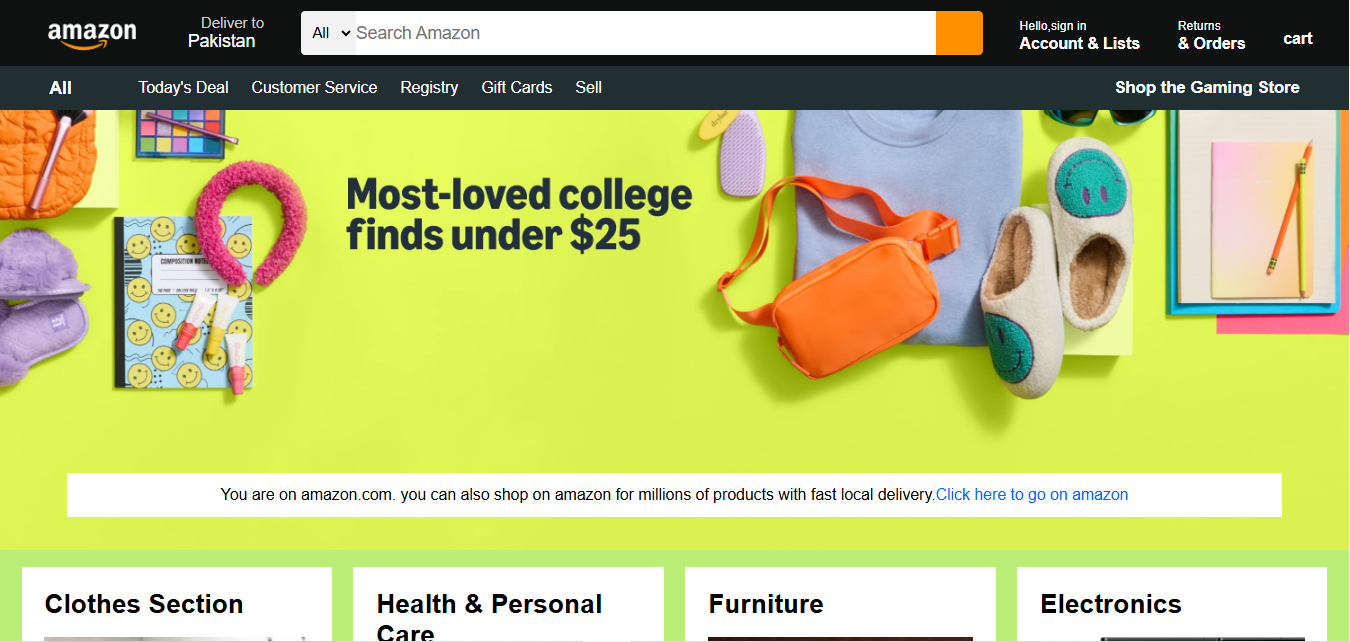 amazon
Deliver to
Pakistan
All
Search Amazon
Hello,sign in
Account & Lists
Returns
& Orders
cart
All
Today's Deal
Customer Service
Registry
Gift Cards
Sell
Shop the Gaming Store
Most-loved college
finds under $25
COMPOSITION NOTE
You are on amazon.com. you can also shop on amazon for millions of products with fast local delivery.Click here to go on amazon
Clothes Section
Health & Personal
Care
Furniture
Electronics